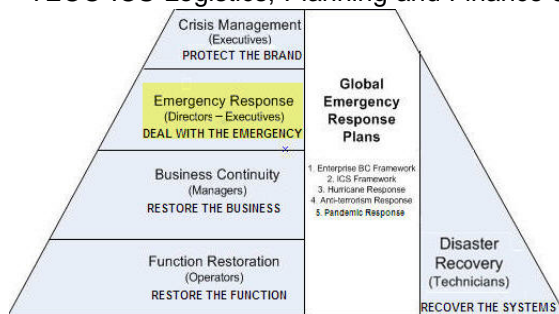 Crisis Management
(Executives)
PROTECT THE BRAND
Emergency Response
(Directors – Executives)
DEAL WITH THE EMERGENCY
Business Continuity
(Managers)
RESTORE THE BUSINESS
Function Restoration
(Operators)
RESTORE THE FUNCTION
Global
Emergency
Response
Plans
1. Enterprise BC Framework
2. ICS Framework
3. Hurricane Response
4. Anti-terrorism Response
5. Pandemic Response
Disaster
Recovery
(Technicians)
RECOVER THE SYSTEMS